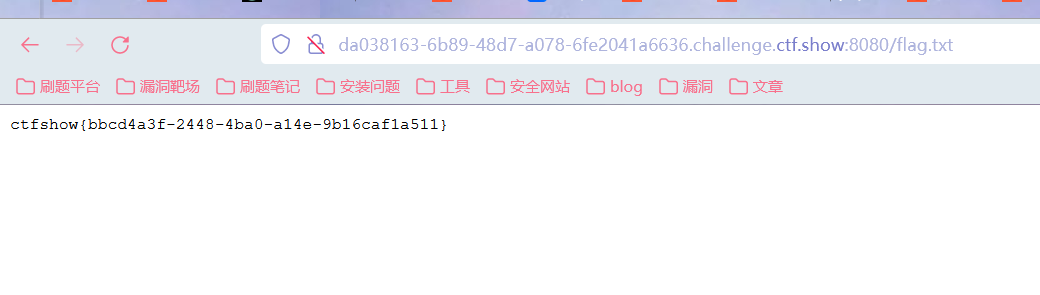 da038163-6b89-48d7-a078-6fe2041a6636.challenge.ctf.show:8080/flag.txt
刷题平台 漏洞靶场 刷题笔记 百安装问题 工具 安全网站 blog 漏洞 文章
ctfshow{bbcd4a3f-2448-4ba0-a14e-9b16caf1a511}